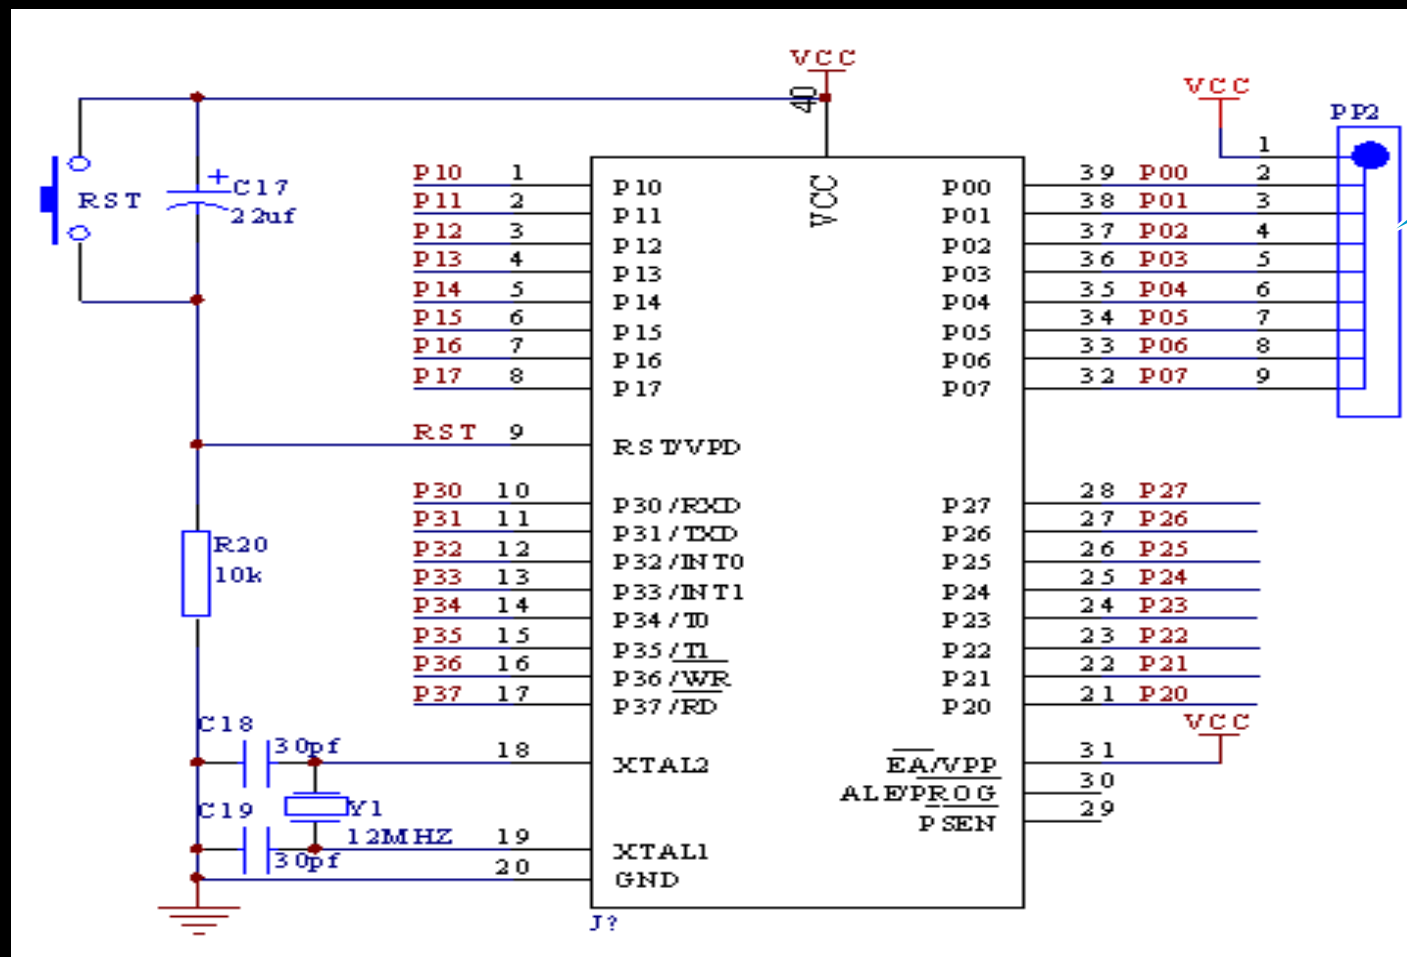 VCC
40
VCC
PP2
1
RST
C17
22uf
P10 1 P10 VCC P00 39 P00 2
P11 2 P11 P01 38 P01 3
P12 3 P12 P02 37 P02 4
P13 4 P13 P03 36 P03 5
P14 5 P14 P04 35 P04 6
P15 6 P15 P05 34 P05 7
P16 7 P16 P06 33 P06 8
P17 8 P17 P07 32 P07 9
RST 9 RST/VPD
P30 10 P30/RXD P27 28 P27
P31 11 P31/TXD P26 27 P26
P32 12 P32/INT0 P25 26 P25
P33 13 P33/INT1 P24 25 P24
P34 14 P34/T0 P23 24 P23
P35 15 P35/T1 P22 23 P22
P36 16 P36/WR P21 22 P21
P37 17 P37/RD P20 21 P20
R20
10k
VCC
C18
30pf
18 XTAL2 EA/VPP 31
ALE/PROG 30
PSEN 29
C19
30pf
Y1
12MHZ
19 XTAL1
20 GND
J?